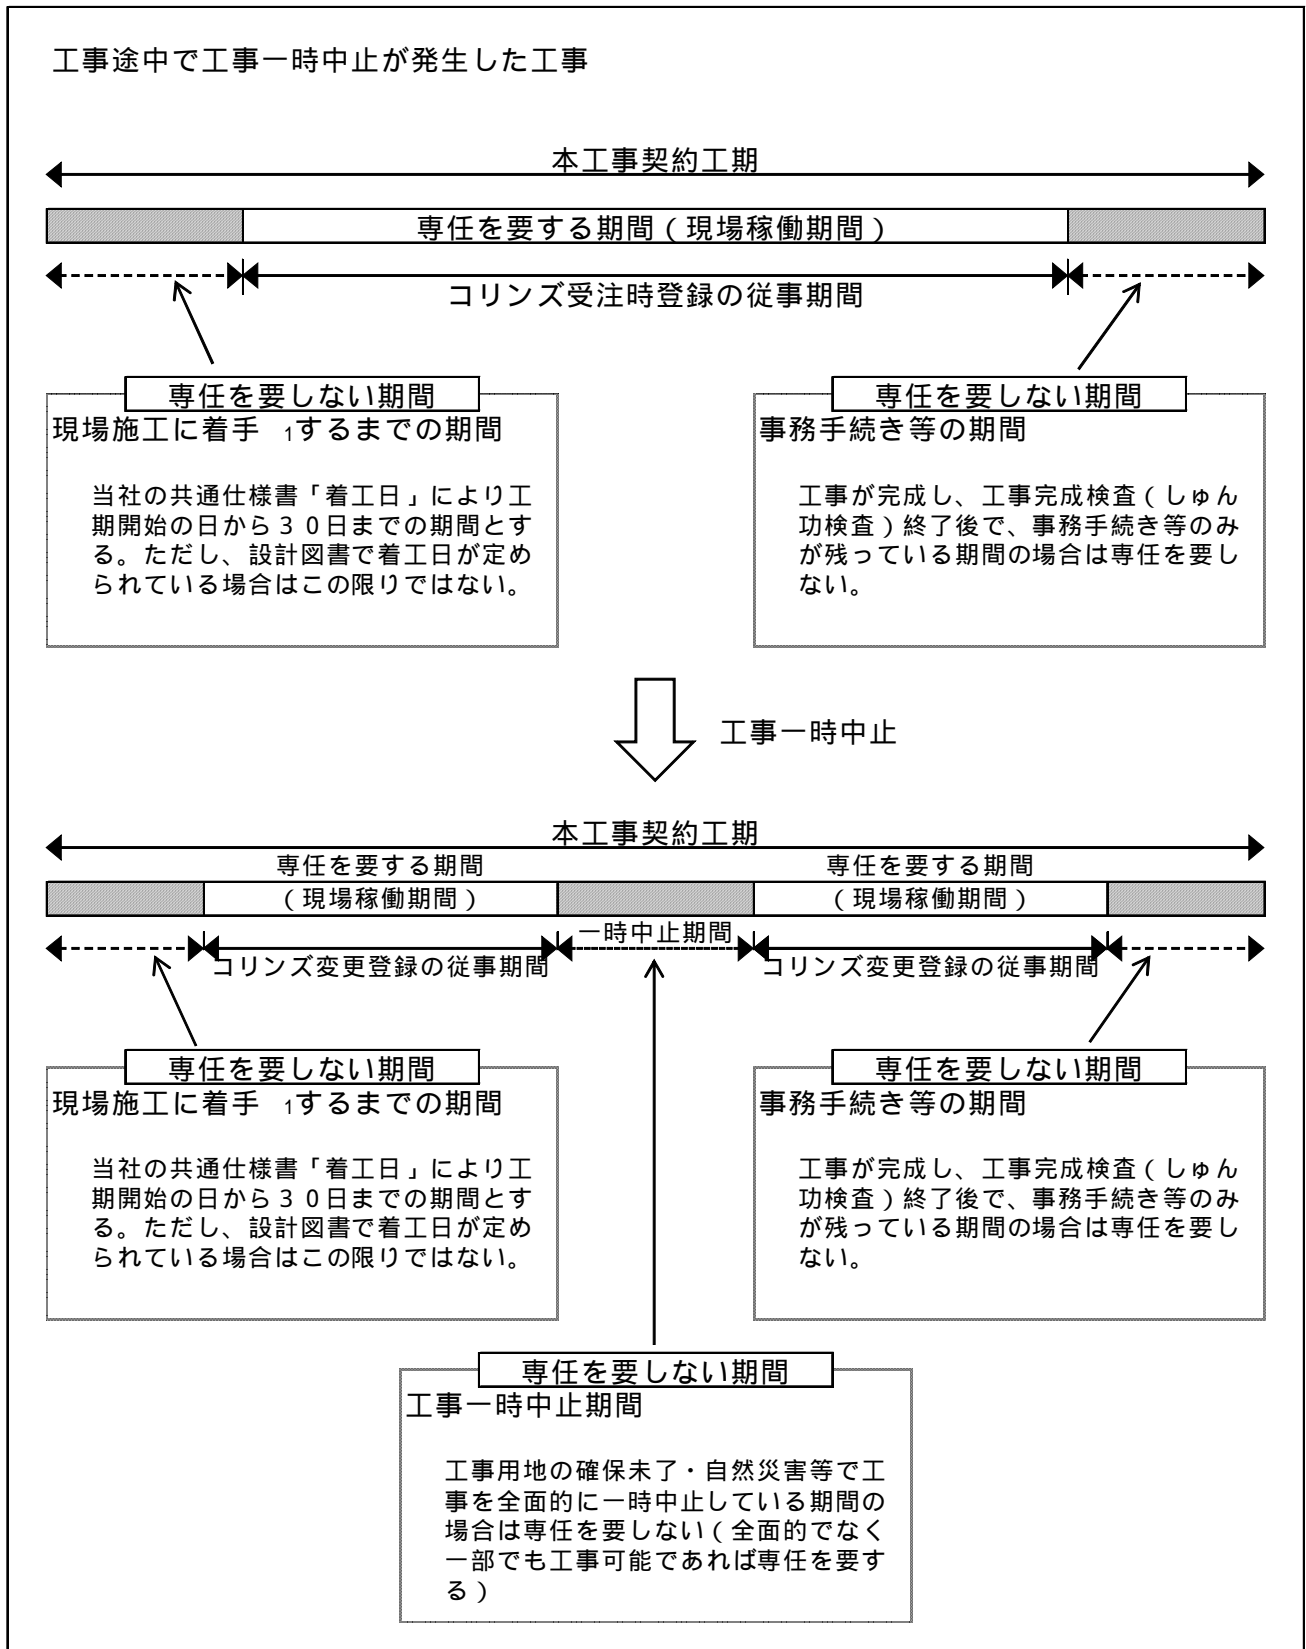 工事途中で工事一時中止が発生した工事
本工事契約工期
専任を要する期間(現場稼働期間)
コリンズ受注時登録の従事期間
専任を要しない期間
現場施工に着手 1するまでの期間
当社の共通仕様書「着工日」により工
期開始の日から30日までの期間とす
る。ただし、設計図書で着工日が定め
られている場合はこの限りではない。
専任を要しない期間
事務手続き等の期間
工事が完成し、工事完成検査(しゅん
功検査)終了後で、事務手続き等のみ
が残っている期間の場合は専任を要し
ない。
工事一時中止
本工事契約工期
専任を要する期間
(現場稼働期間)
専任を要する期間
(現場稼働期間)
一時中止期間
コリンズ変更登録の従事期間
コリンズ変更登録の従事期間
専任を要しない期間
現場施工に着手 1するまでの期間
当社の共通仕様書「着工日」により工
期開始の日から30日までの期間とす
る。ただし、設計図書で着工日が定め
られている場合はこの限りではない。
専任を要しない期間
事務手続き等の期間
工事が完成し、工事完成検査(しゅん
功検査)終了後で、事務手続き等のみ
が残っている期間の場合は専任を要し
ない。
専任を要しない期間
工事一時中止期間
工事用地の確保未了・自然災害等で工
事を全面的に一時中止している期間の
場合は専任を要しない(全面的でなく
一部でも工事可能であれば専任を要す
る)